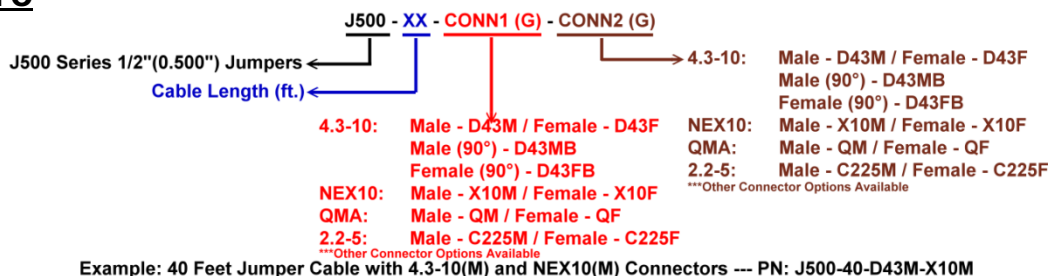 J500 - XX - CONN1 (G) - CONN2 (G)
J500 Series 1/2"(0.500") Jumpers
Cable Length (ft.)
4.3-10: Male - D43M / Female - D43F
Male (90°) - D43MB
Female (90°) - D43FB
NEX10: Male - X10M / Female - X10F
QMA: Male - QM / Female - QF
2.2-5: Male - C225M / Female - C225F
***Other Connector Options Available
4.3-10: Male - D43M / Female - D43F
Male (90°) - D43MB
Female (90°) - D43FB
NEX10: Male - X10M / Female - X10F
QMA: Male - QM / Female - QF
2.2-5: Male - C225M / Female - C225F
***Other Connector Options Available
Example: 40 Feet Jumper Cable with 4.3-10(M) and NEX10(M) Connectors --- PN: J500-40-D43M-X10M